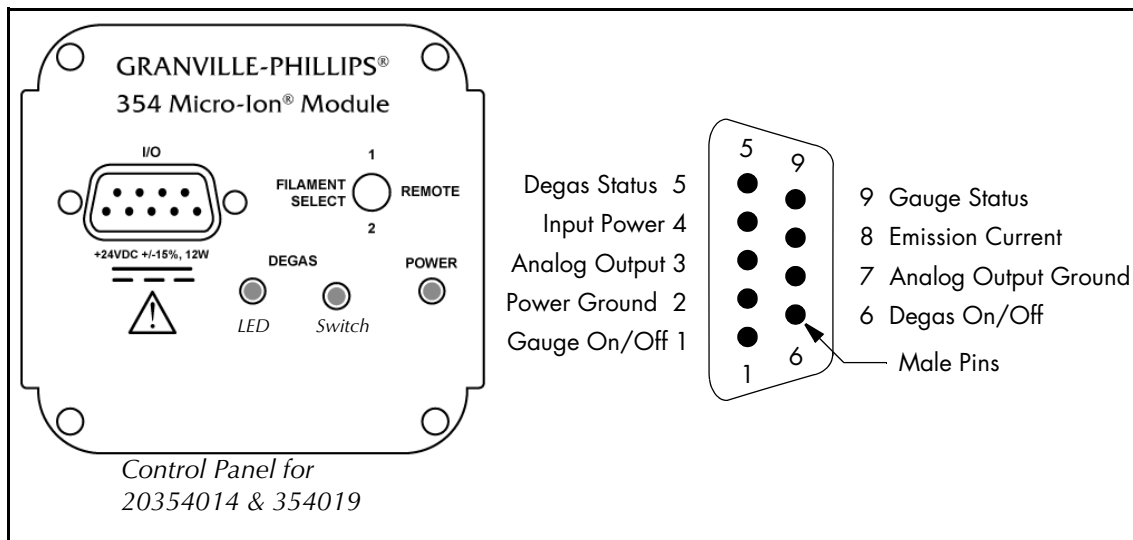 GRANVILLE-PHILLIPS®
354 Micro-Ion® Module
I/O
+24VDC +/-15%, 12W
FILAMENT
SELECT
1
2
REMOTE
DEGAS
LED
Switch
POWER
Control Panel for
20354014 & 354019
Degas Status 5
Input Power 4
Analog Output 3
Power Ground 2
Gauge On/Off 1
5
9
1
6
9 Gauge Status
8 Emission Current
7 Analog Output Ground
6 Degas On/Off
Male Pins